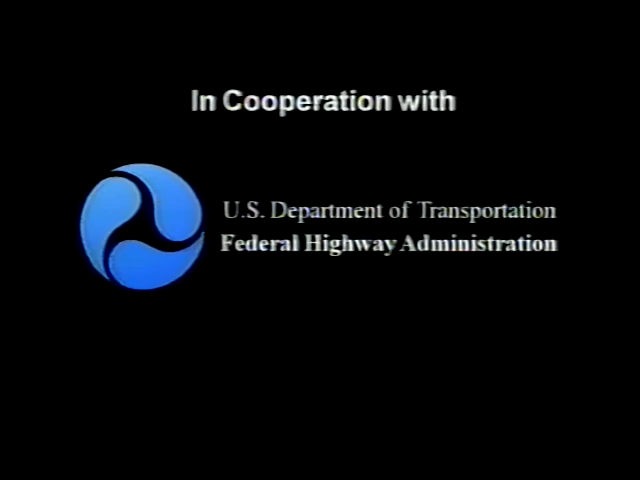 In Cooperation with
U.S. Department of Transportation
Federal Highway Administration